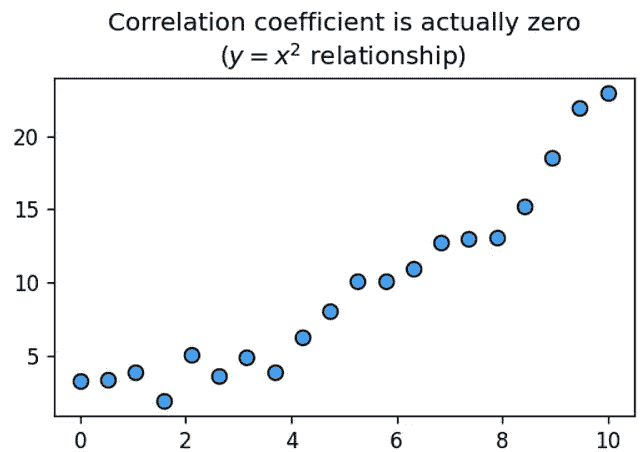 Correlation coefficient is actually zero
(y = x² relationship)
20
15
10
5
0 2 4 6 8 10